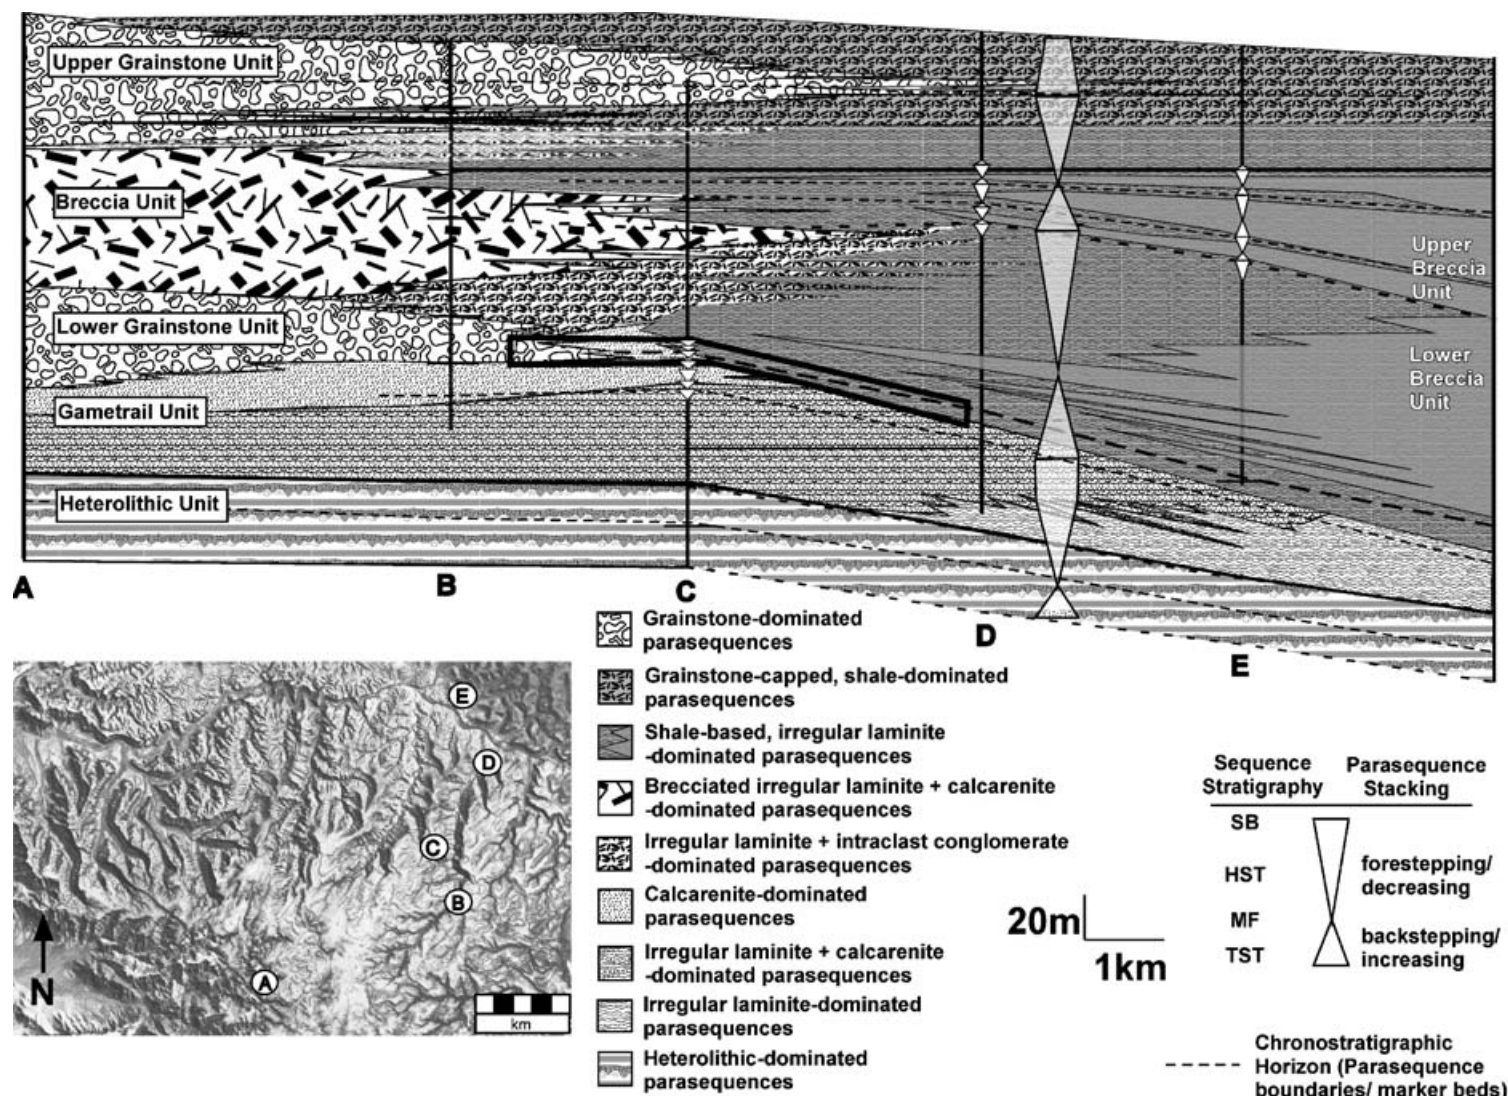 Upper Grainstone Unit
Breccia Unit
Lower Grainstone Unit
Gametrail Unit
Heterolithic Unit
Upper
Breccia
Unit
Lower
Breccia
Unit
A
B
C
D
E
Grainstone-dominated
parasequences
Grainstone-capped, shale-dominated
parasequences
Shale-based, irregular laminite
-dominated parasequences
Brecciated irregular laminite + calcarenite
-dominated parasequences
Irregular laminite + intraclast conglomerate
-dominated parasequences
Calcarenite-dominated
parasequences
Irregular laminite + calcarenite
-dominated parasequences
Irregular laminite-dominated
parasequences
Heterolithic-dominated
parasequences
E
D
C
B
A
N
km
20m
1km
Sequence
Stratigraphy
Parasequence
Stacking
SB
HST
MF
TST
forestepping/
decreasing
backstepping/
increasing
Chronostratigraphic
Horizon (Parasequence
boundaries/ marker beds)